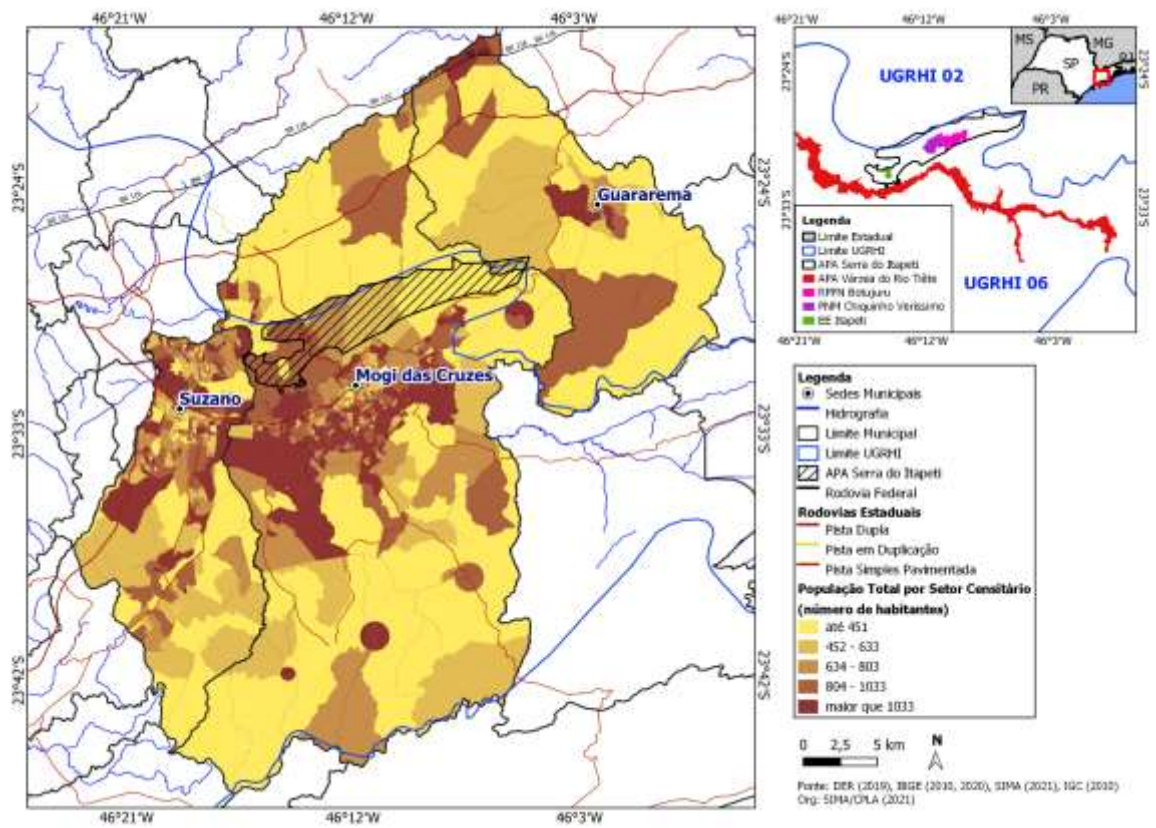 46°21'W
46°12'W
46°3'W
23°24'S
23°33'S
23°42'S
Guararema
Mogi das Cruzes
Suzano
23°24'S
23°33'S
23°42'S
46°21'W
46°12'W
46°3'W
46°21'W
46°12'W
46°3'W
23°24'S
23°33'S
MS
MG
SP
RJ
PR
UGRHI 02
UGRHI 06
Legenda
Limite Estadual
Limite UGRHI
APA Serra do Itapeti
APA Várzea do Rio Tiête
RPPN Botujuru
PNM Chiquinho Veríssimo
EE Itapeti
23°24'S
23°33'S
46°21'W
46°12'W
46°3'W
Legenda
Sedes Municipais
Hidrografia
Limite Municipal
Limite UGRHI
APA Serra do Itapeti
Rodovia Federal
Rodovias Estaduais
Pista Dupla
Pista em Duplicação
Pista Simples Pavimentada
População Total por Setor Censitário
(número de habitantes)
até 451
452 - 633
634 - 803
804 - 1033
maior que 1033
0 2,5 5 km
N
Fonte: DER (2019), IBGE (2010, 2020), SIMA (2021), IGC (2010)
Org: SIMA/CPLA (2021)